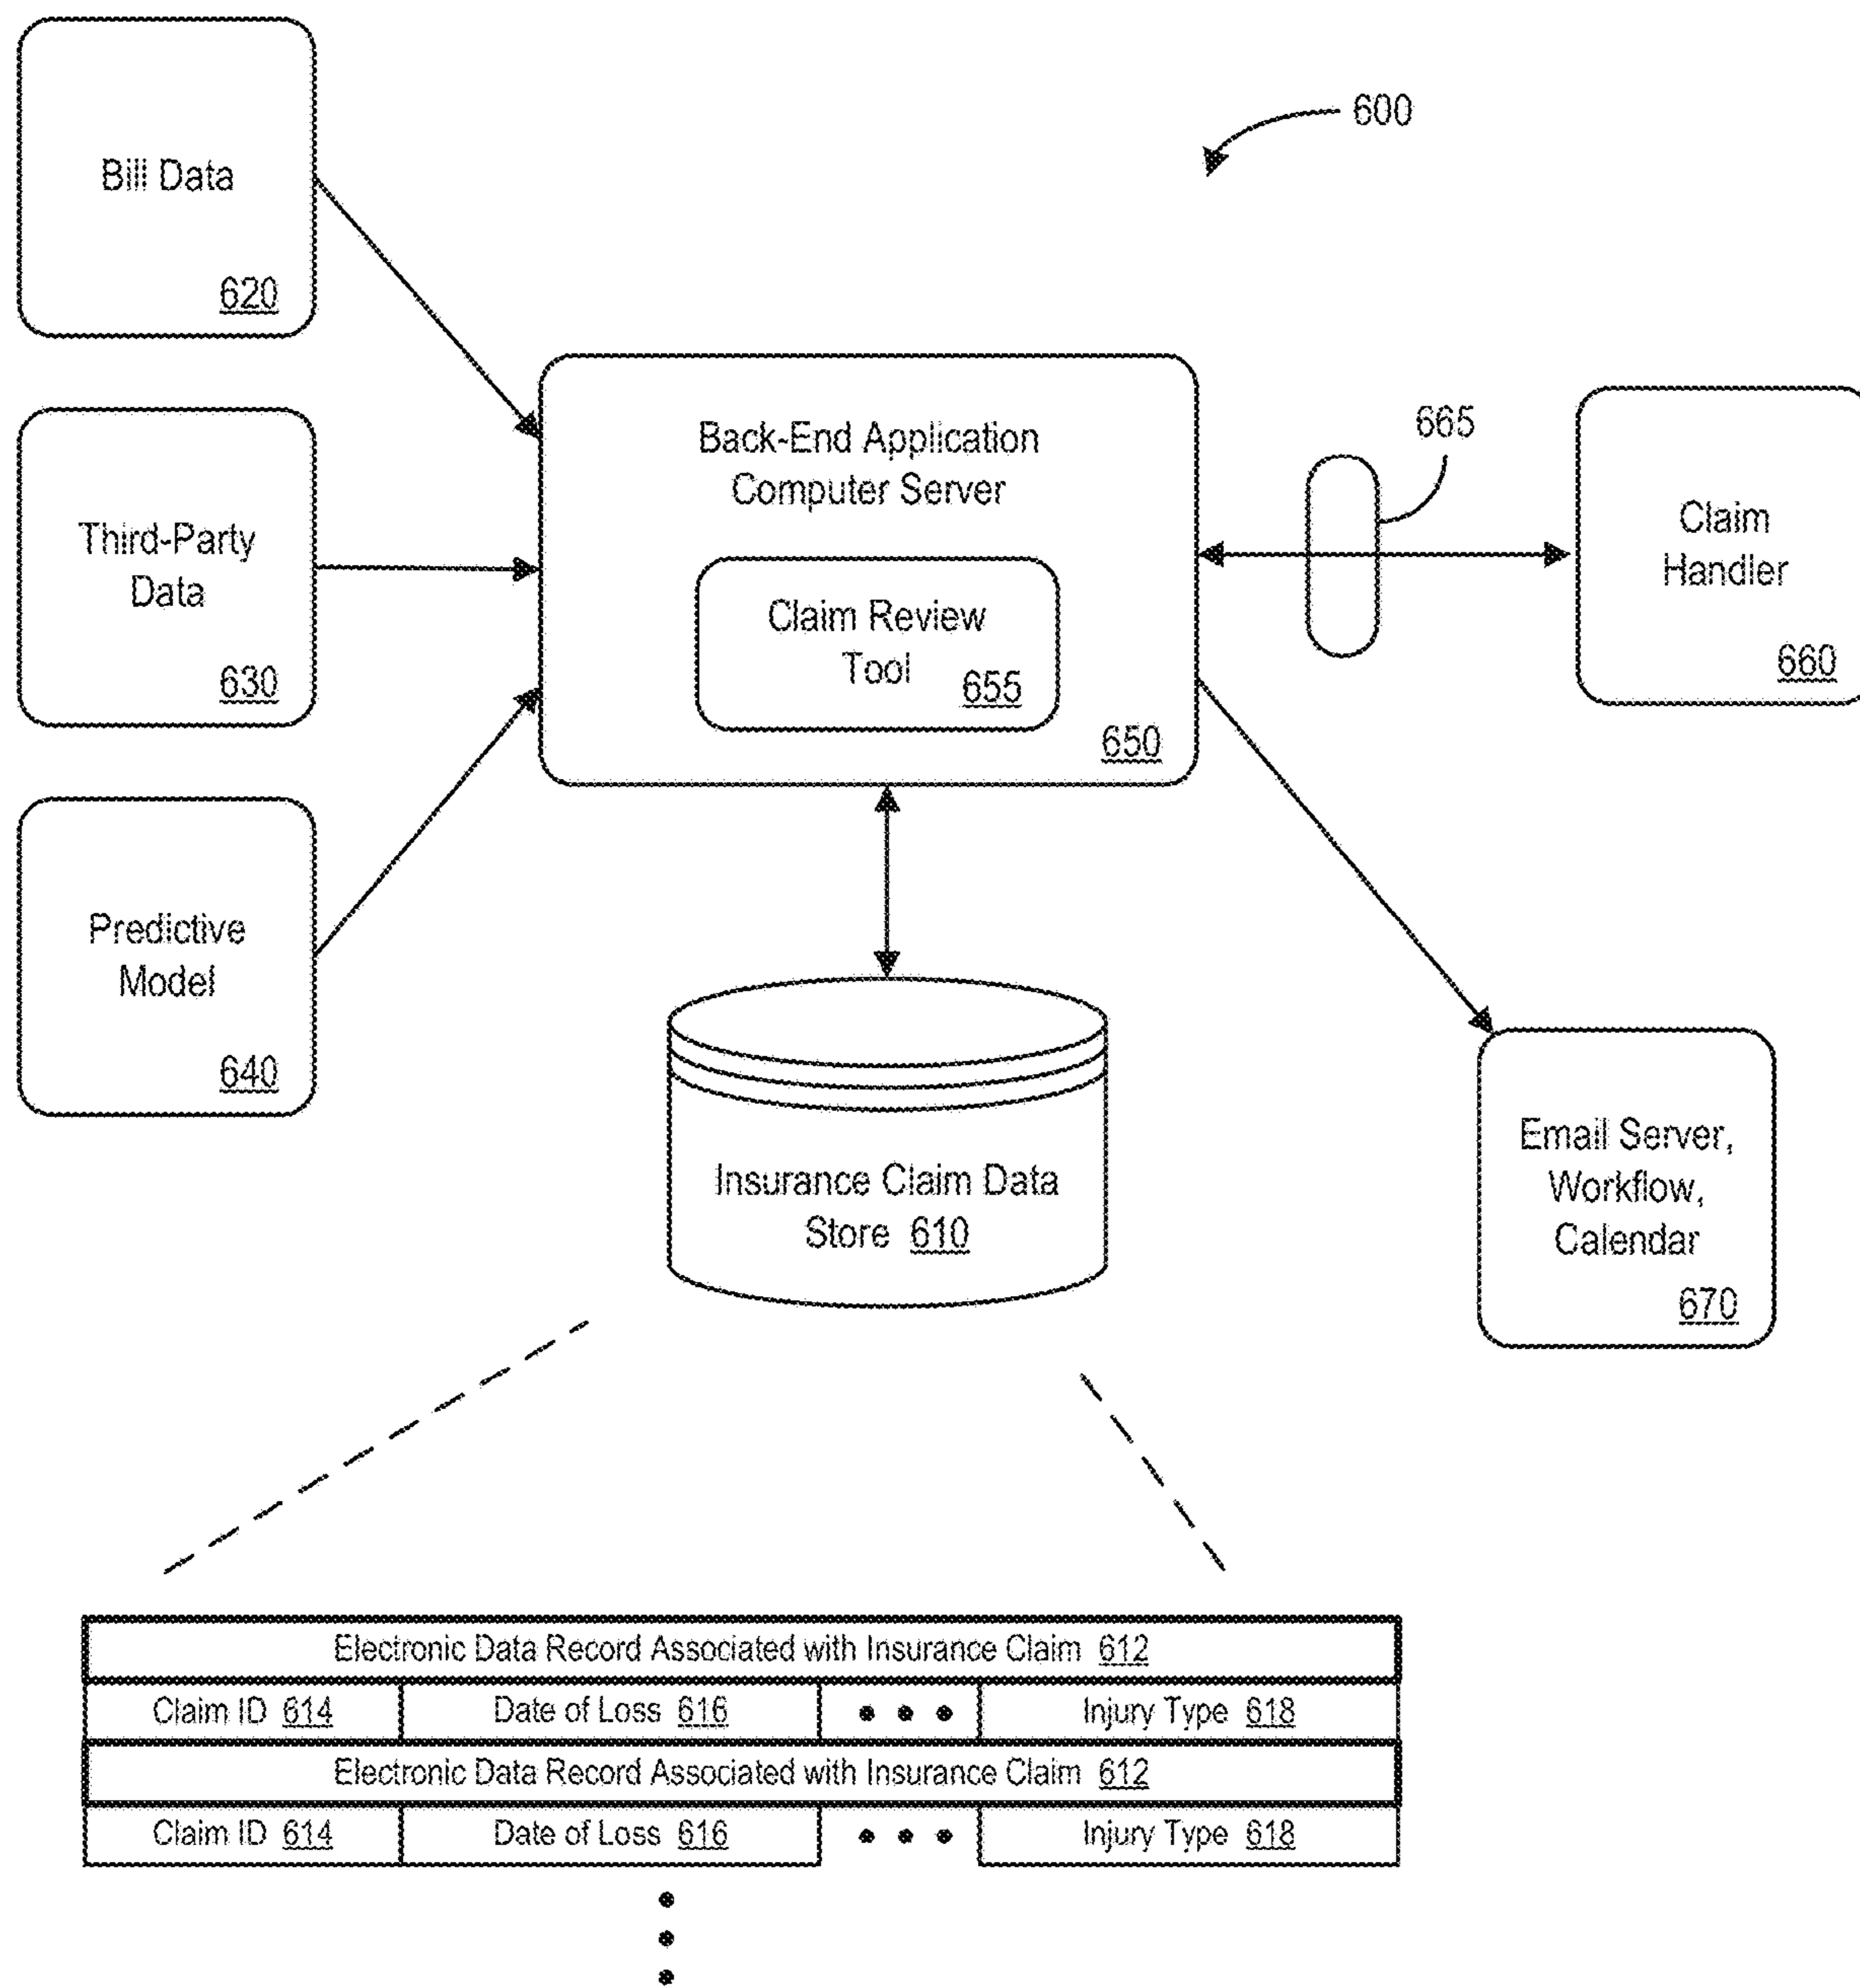 600
Bill Data
620
Third-Party
Data
630
Predictive
Model
640
Back-End Application
Computer Server
Claim Review
Tool
655
650
665
Claim
Handler
660
Insurance Claim Data
Store 610
Email Server,
Workflow,
Calendar
670
Electronic Data Record Associated with Insurance Claim 612
Claim ID 614 Date of Loss 616 • • • Injury Type 618
Electronic Data Record Associated with Insurance Claim 612
Claim ID 614 Date of Loss 616 • • • Injury Type 618